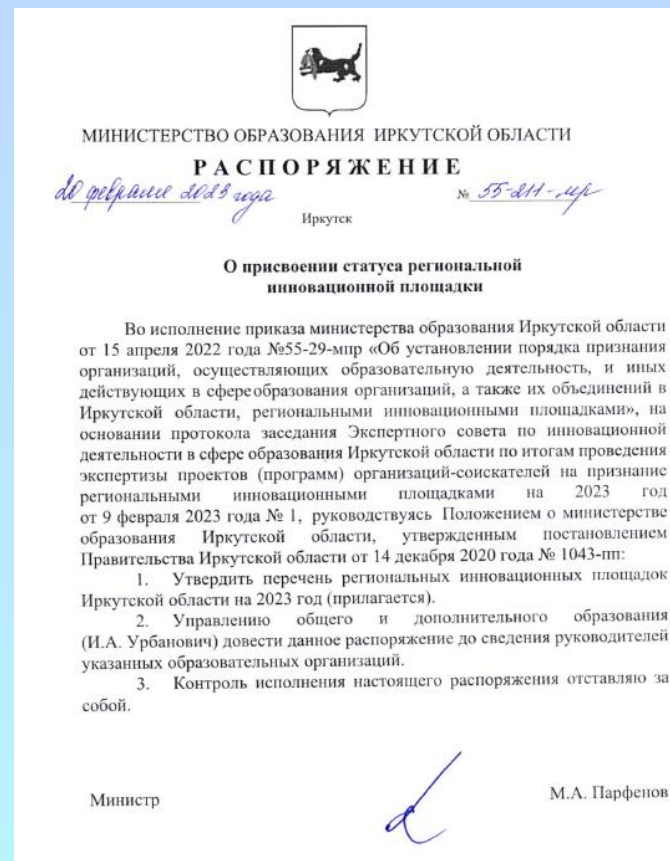 МИНИСТЕРСТВО ОБРАЗОВАНИЯ ИРКУТСКОЙ ОБЛАСТИ
РАСПОРЯЖЕНИЕ
20 февраля 2023 года № 55-211-мр
Иркутск
О присвоении статуса региональной
инновационной площадки
Во исполнение приказа министерства образования Иркутской области
от 15 апреля 2022 года №55-29-мпр «Об установлении порядка признания
организаций, осуществляющих образовательную деятельность, и иных
действующих в сфереобразования организаций, а также их объединений в
Иркутской области, региональными инновационными площадками», на
основании протокола заседания Экспертного совета по инновационной
деятельности в сфере образования Иркутской области по итогам проведения
экспертизы проектов (программ) организаций-соискателей на признание
региональными инновационными площадками на 2023 год
от 9 февраля 2023 года № 1, руководствуясь Положением о министерстве
образования Иркутской области, утвержденным постановлением
Правительства Иркутской области от 14 декабря 2020 года № 1043-пп:
1. Утвердить перечень региональных инновационных площадок
Иркутской области на 2023 год (прилагается).
2. Управлению общего и дополнительного образования
(И.А. Урбанович) довести данное распоряжение до сведения руководителей
указанных образовательных организаций.
3. Контроль исполнения настоящего распоряжения отставляю за
собой.
Министр М.А. Парфенов